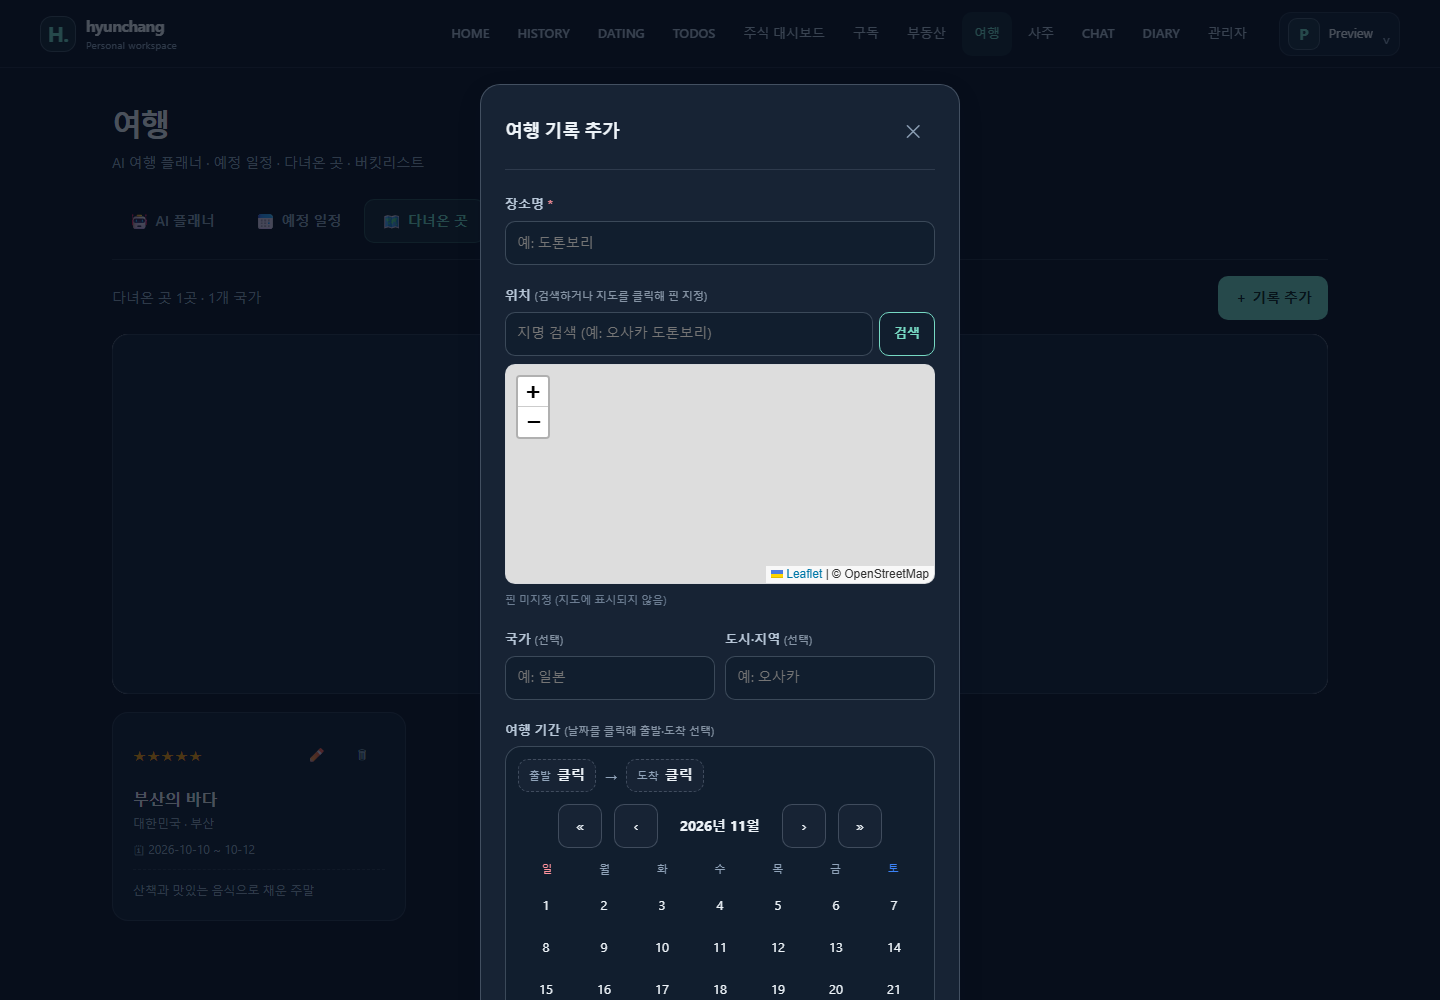 H. hyunchang
Personal workspace
HOME HISTORY DATING TODOS 주식 대시보드 구독 부동산 여행 사주 CHAT DIARY 관리자 P Preview v
여행
AI 여행 플래너 · 예정 일정 · 다녀온 곳 · 버킷리스트
AI 플래너 예정 일정 다녀온 곳
다녀온 곳 1곳 · 1개 국가
+ 기록 추가
여행 기록 추가
장소명 *
예: 도톤보리
위치 (검색하거나 지도를 클릭해 핀 지정)
지명 검색 (예: 오사카 도톤보리) 검색
+
−
Leaflet | © OpenStreetMap
핀 미지정 (지도에 표시되지 않음)
국가 (선택) 도시·지역 (선택)
예: 일본 예: 오사카
여행 기간 (날짜를 클릭해 출발·도착 선택)
출발 클릭 → 도착 클릭
« ‹ 2026년 11월 › »
일 월 화 수 목 금 토
1 2 3 4 5 6 7
8 9 10 11 12 13 14
15 16 17 18 19 20 21
★★★★★
부산의 바다
대한민국 · 부산
2026-10-10 ~ 10-12
산책과 맛있는 음식으로 채운 주말